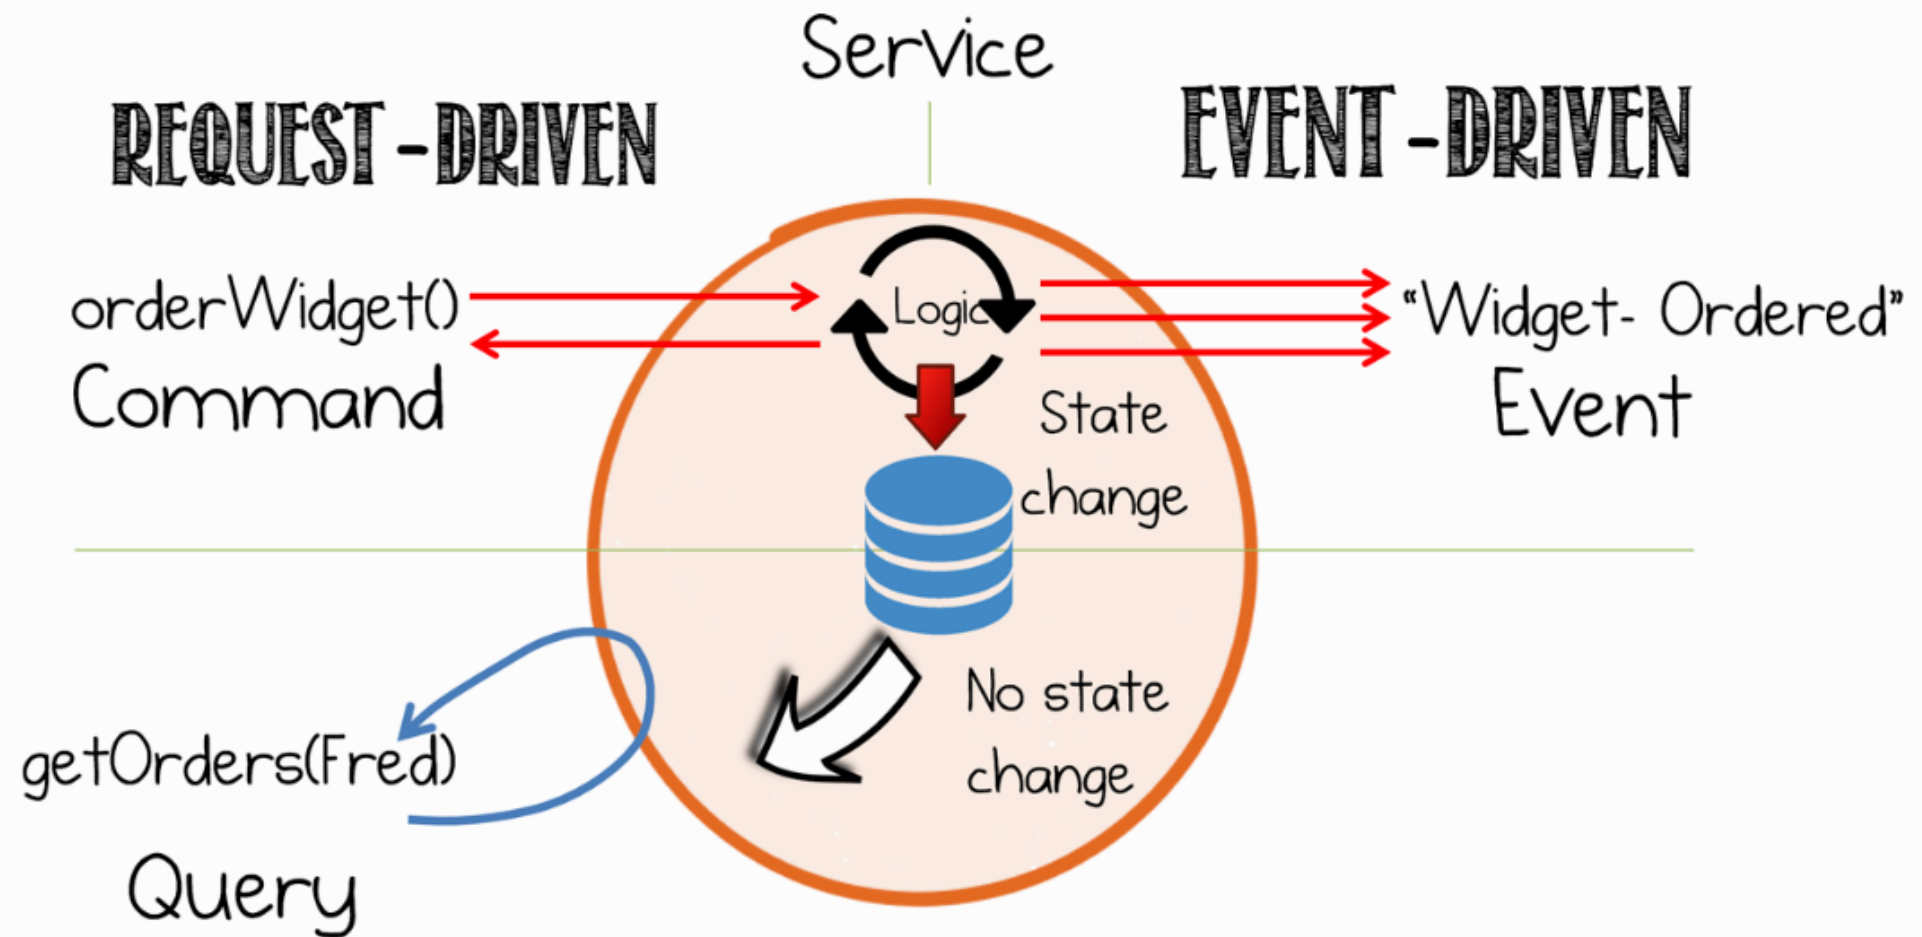 Service
REQUEST-DRIVEN
EVENT-DRIVEN
orderWidget()
Command
Logic
"Widget- Ordered"
Event
State
change
No state
change
getOrders(Fred)
Query